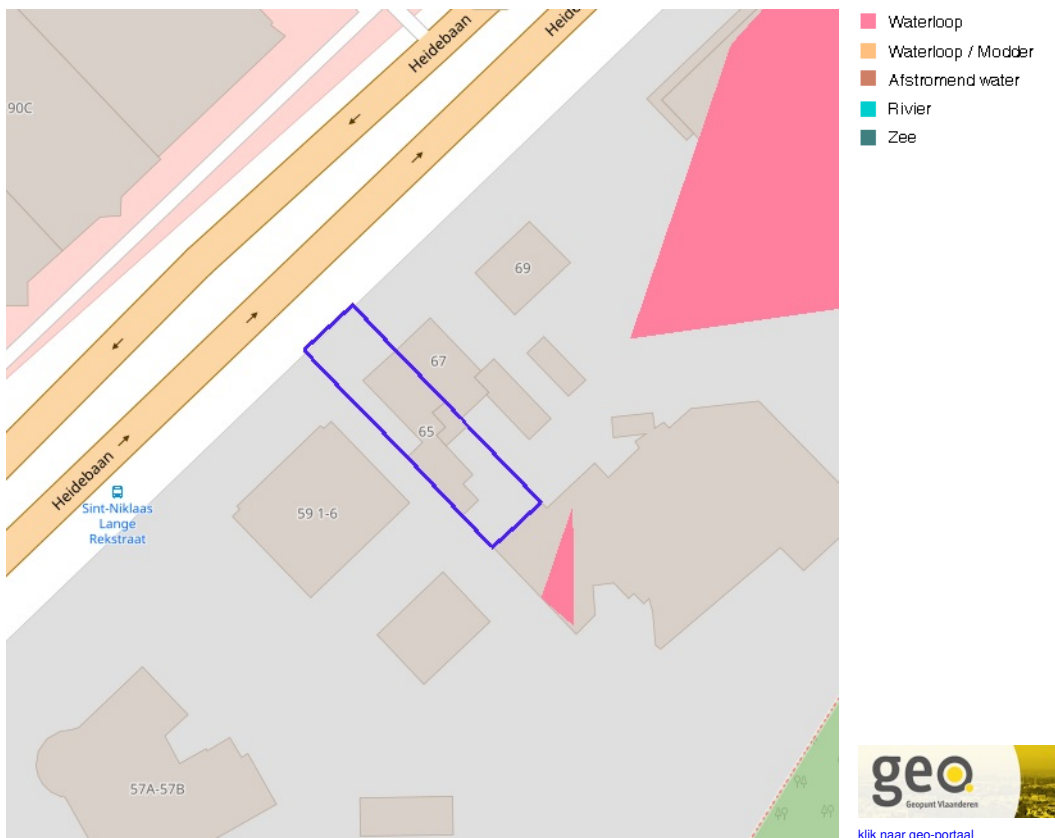 Heidebaan
Heidebaan
90C
69
67
65
Heidebaan
Sint-Niklaas
Lange
Rekstraat
59 1-6
57A-57B
Waterloop
Waterloop / Modder
Afstromend water
Rivier
Zee
geo
Geopunt Vlaanderen
klik naar geo-portaal